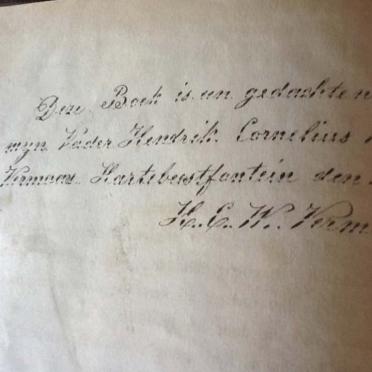 Deze Boek is en gedachten
myn Vader Hendrik Cornelius
Vermaas Hartebeestfontein den
H. C. W. Verm